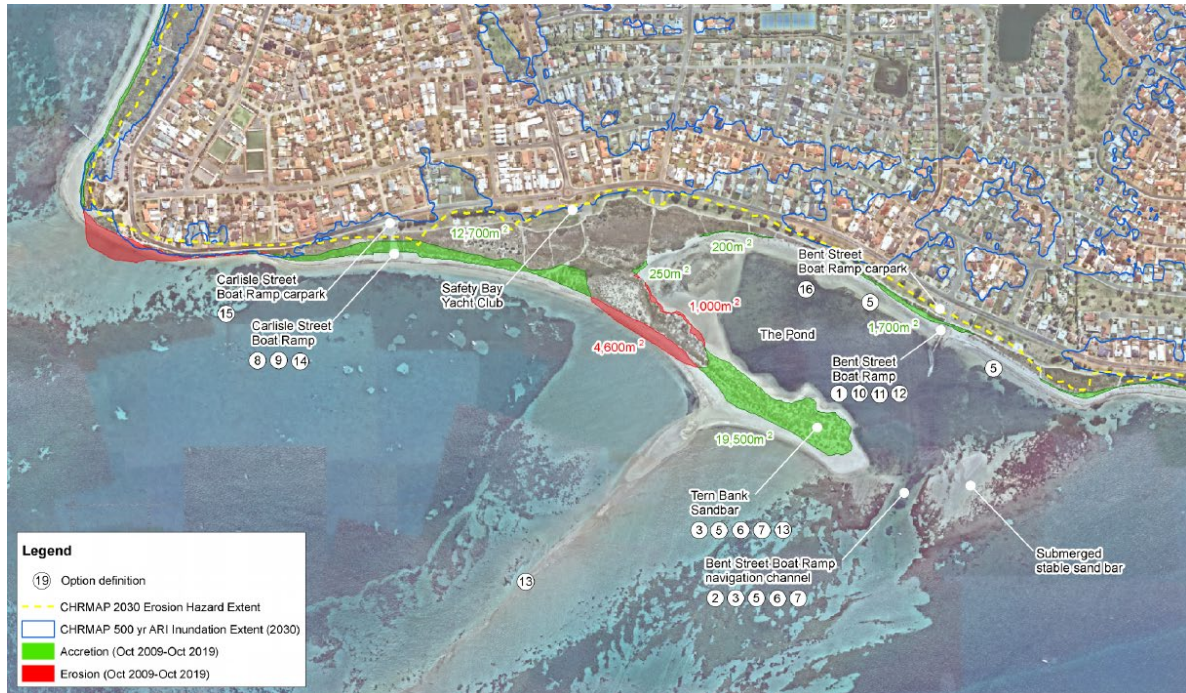 22
12,700m²
200m²
250m²
Bent Street
Boat Ramp carpark
16
5
Carlisle Street
Boat Ramp carpark
15
Safety Bay
Yacht Club
1,000m²
1,700m²
The Pond
Carlisle Street
Boat Ramp
8 9 14
4,600m²
Bent Street
Boat Ramp
1 10 11 12
5
19,500m²
Tern Bank
Sandbar
3 5 6 7 13
Bent Street Boat Ramp
navigation channel
2 3 5 6 7
Submerged
stable sand bar
13
Legend
19 Option definition
CHRMAP 2030 Erosion Hazard Extent
CHRMAP 500 yr ARI Inundation Extent (2030)
Accretion (Oct 2009-Oct 2019)
Erosion (Oct 2009-Oct 2019)